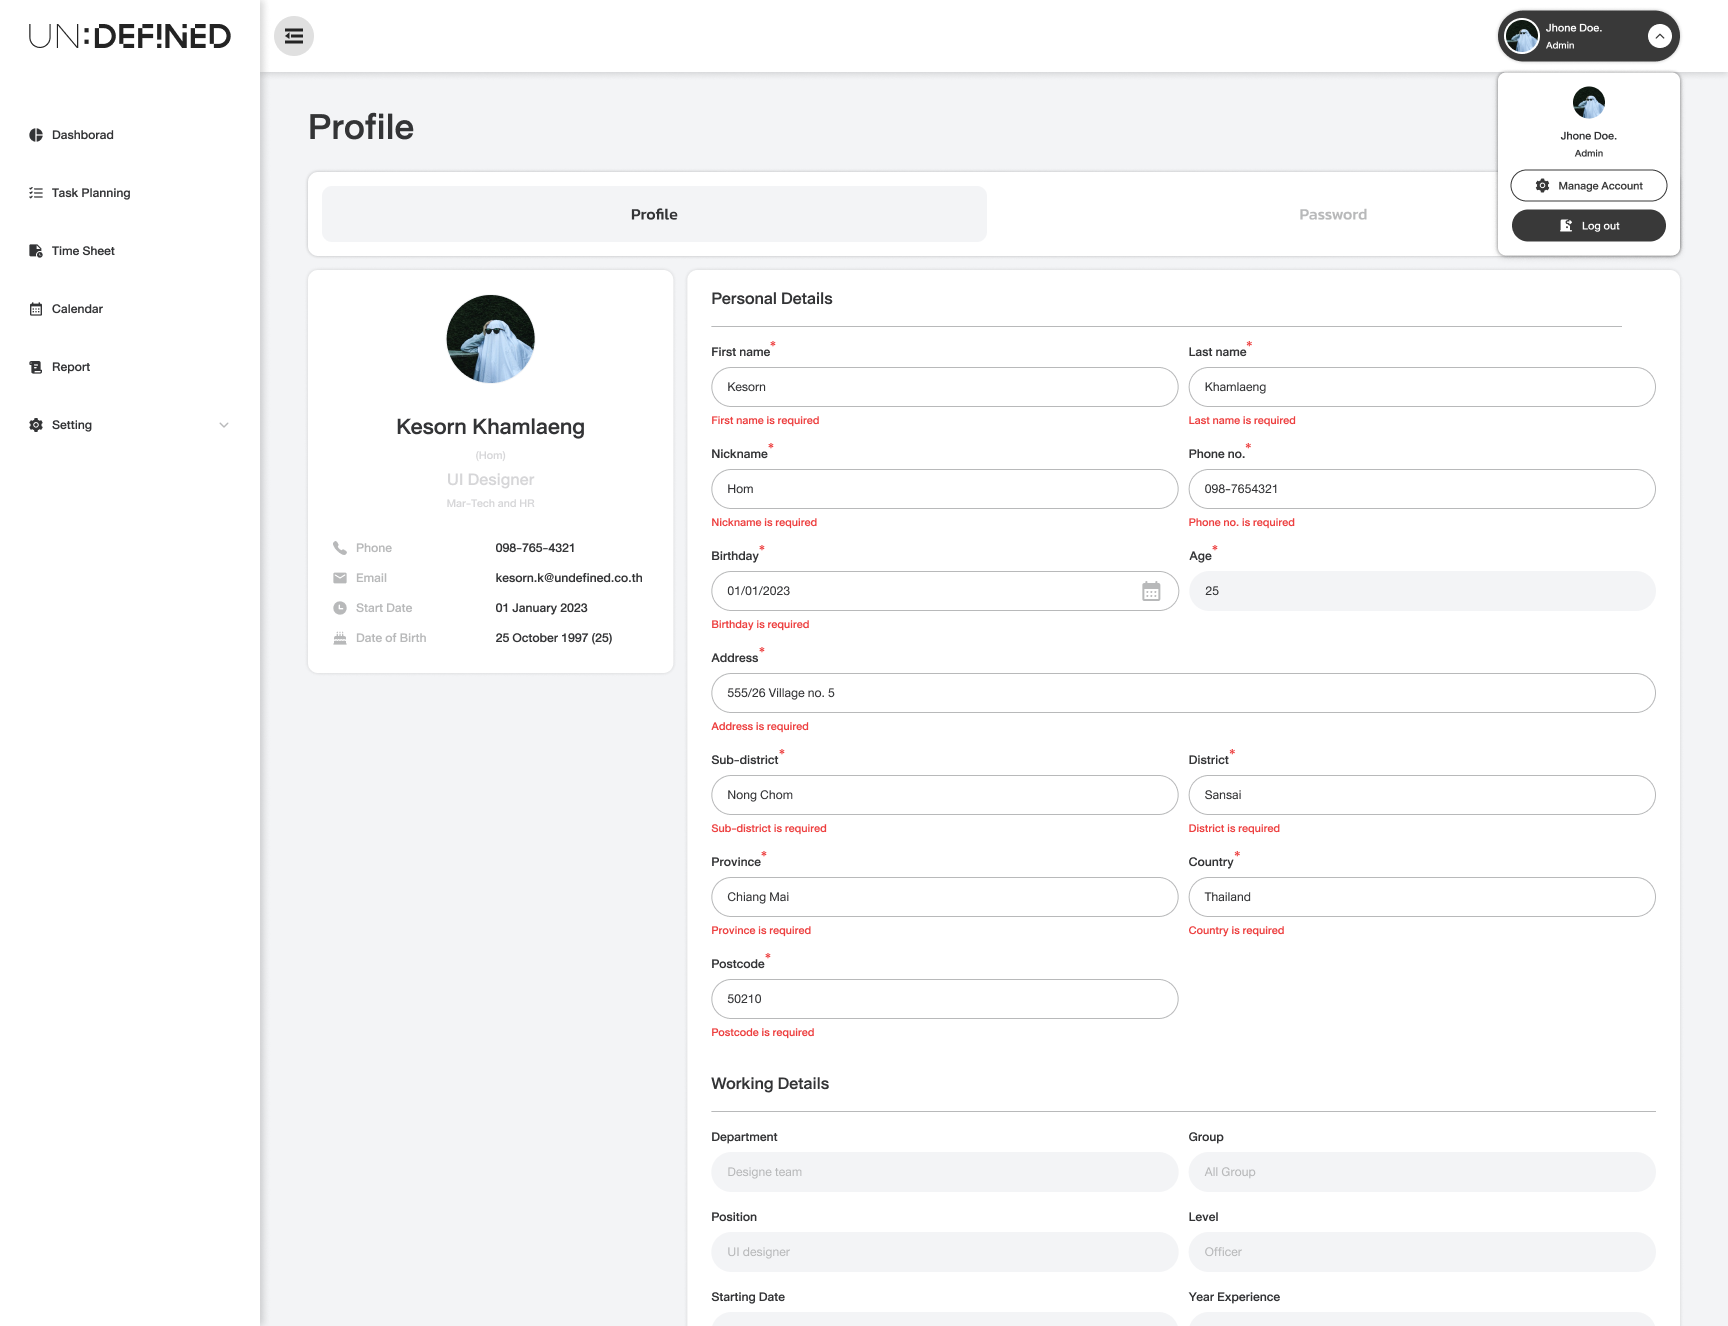 UN:DEF!NED
Jhone Doe.
Admin
Jhone Doe.
Admin
Manage Account
Log out
Dashborad
Task Planning
Time Sheet
Calendar
Report
Setting
Profile
Profile
Password
Kesorn Khamlaeng
(Hom)
UI Designer
Mar-Tech and HR
Phone 098-765-4321
Email kesorn.k@undefined.co.th
Start Date 01 January 2023
Date of Birth 25 October 1997 (25)
Personal Details
First name* Last name*
Kesorn Khamlaeng
First name is required Last name is required
Nickname* Phone no.*
Hom 098-7654321
Nickname is required Phone no. is required
Birthday* Age*
01/01/2023 25
Birthday is required
Address*
555/26 Village no. 5
Address is required
Sub-district* District*
Nong Chom Sansai
Sub-district is required District is required
Province* Country*
Chiang Mai Thailand
Province is required Country is required
Postcode*
50210
Postcode is required
Working Details
Department Group
Designe team All Group
Position Level
UI designer Officer
Starting Date Year Experience